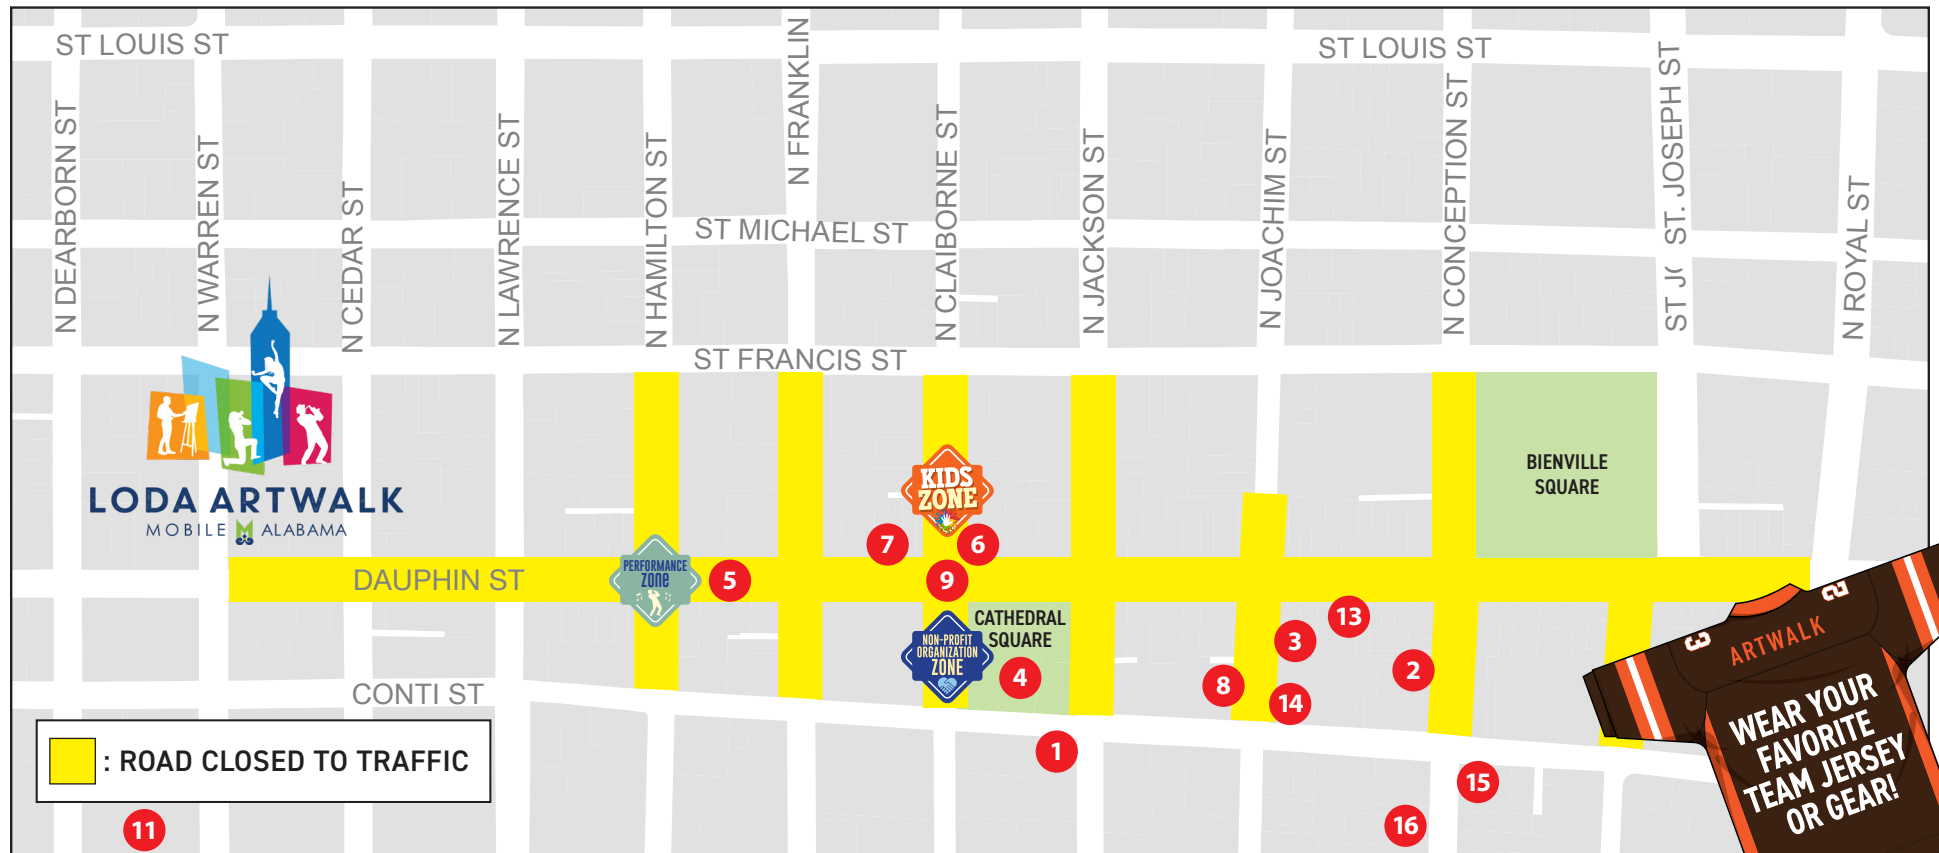 ST LOUIS ST
ST LOUIS ST
N DEARBORN ST
N WARREN ST
N CEDAR ST
N LAWRENCE ST
N HAMILTON ST
N FRANKLIN
N CLAIBORNE ST
N JACKSON ST
N JOACHIM ST
N CONCEPTION ST
ST. JOSEPH ST
ST J
N ROYAL ST
ST MICHAEL ST
ST FRANCIS ST
LODA ARTWALK
MOBILE ALABAMA
KIDS
ZONE
BIENVILLE
SQUARE
7
6
DAUPHIN ST
PERFORMANCE
zone
5
9
CATHEDRAL
SQUARE
NON-PROFIT
ORGANIZATION
ZONE
4
13
3
2
8
14
CONTI ST
1
15
16
11
: ROAD CLOSED TO TRAFFIC
3
2
ARTWALK
WEAR YOUR
FAVORITE
TEAM JERSEY
OR GEAR!